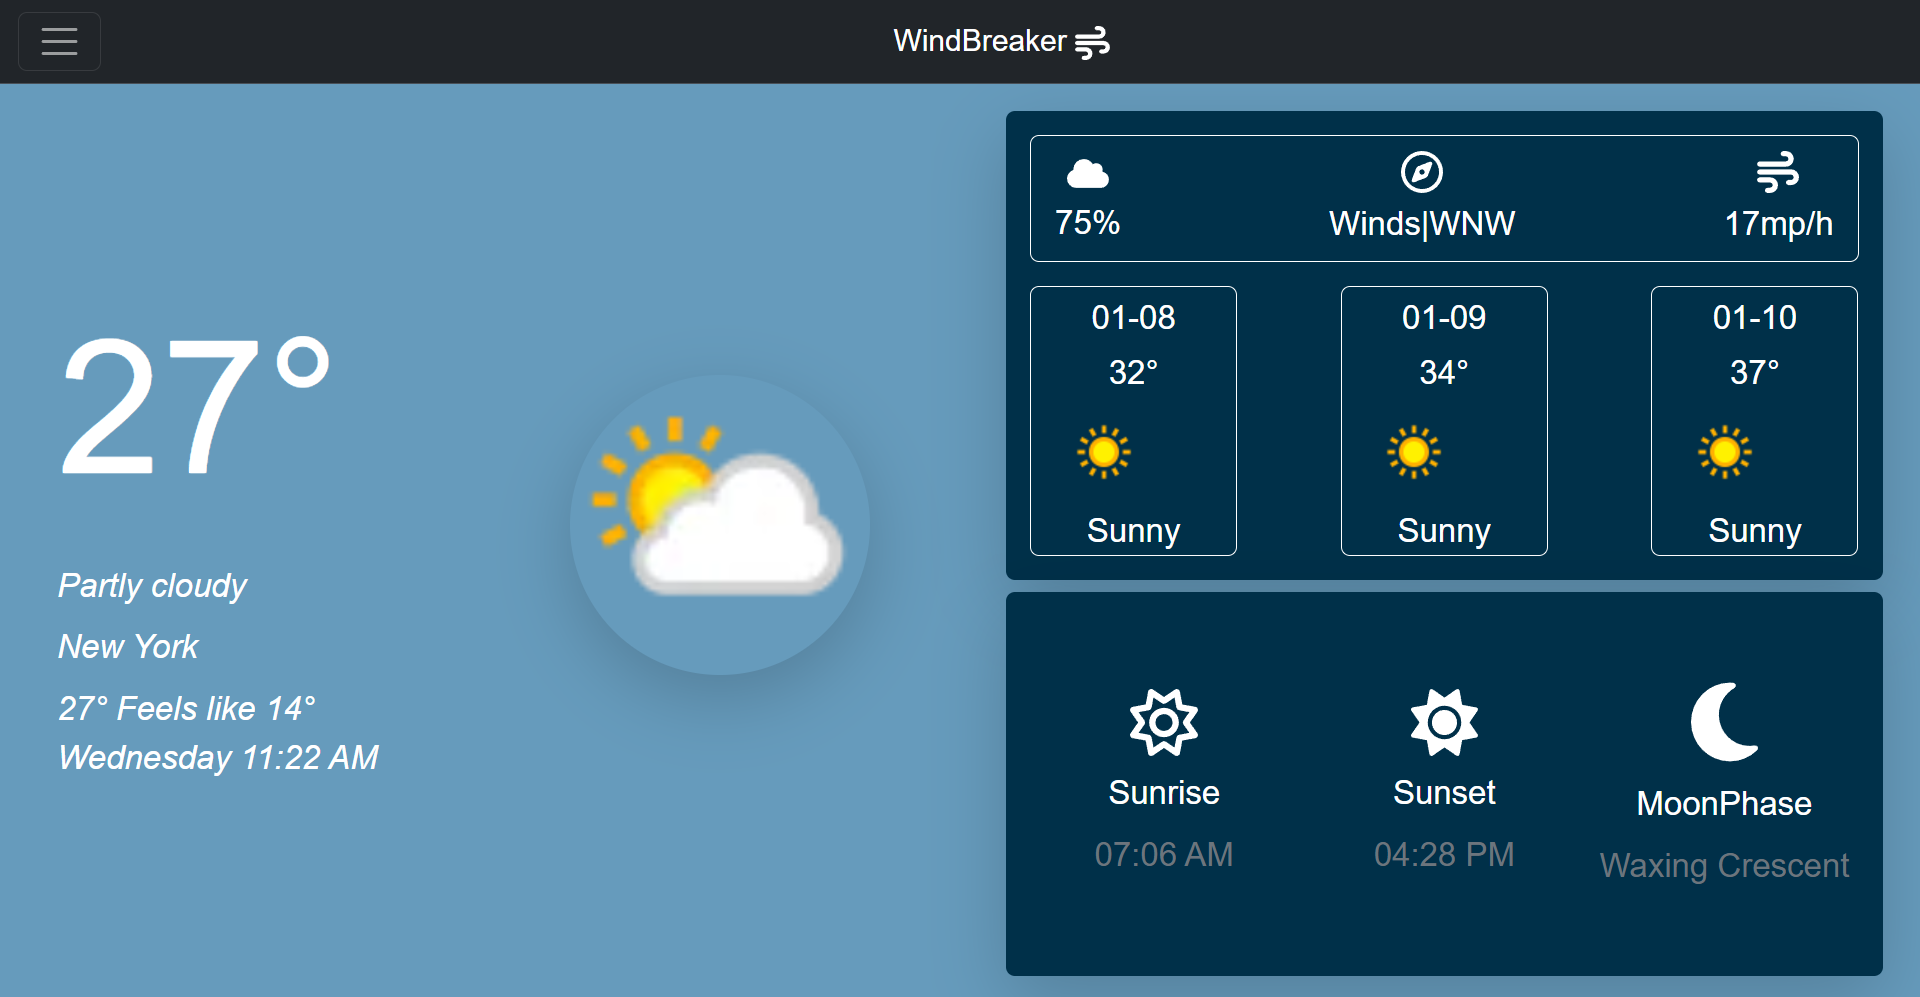 WindBreaker
27°
Partly cloudy
New York
27° Feels like 14°
Wednesday 11:22 AM
75%
Winds|WNW
17mp/h
01-08
32°
Sunny
01-09
34°
Sunny
01-10
37°
Sunny
Sunrise
07:06 AM
Sunset
04:28 PM
MoonPhase
Waxing Crescent